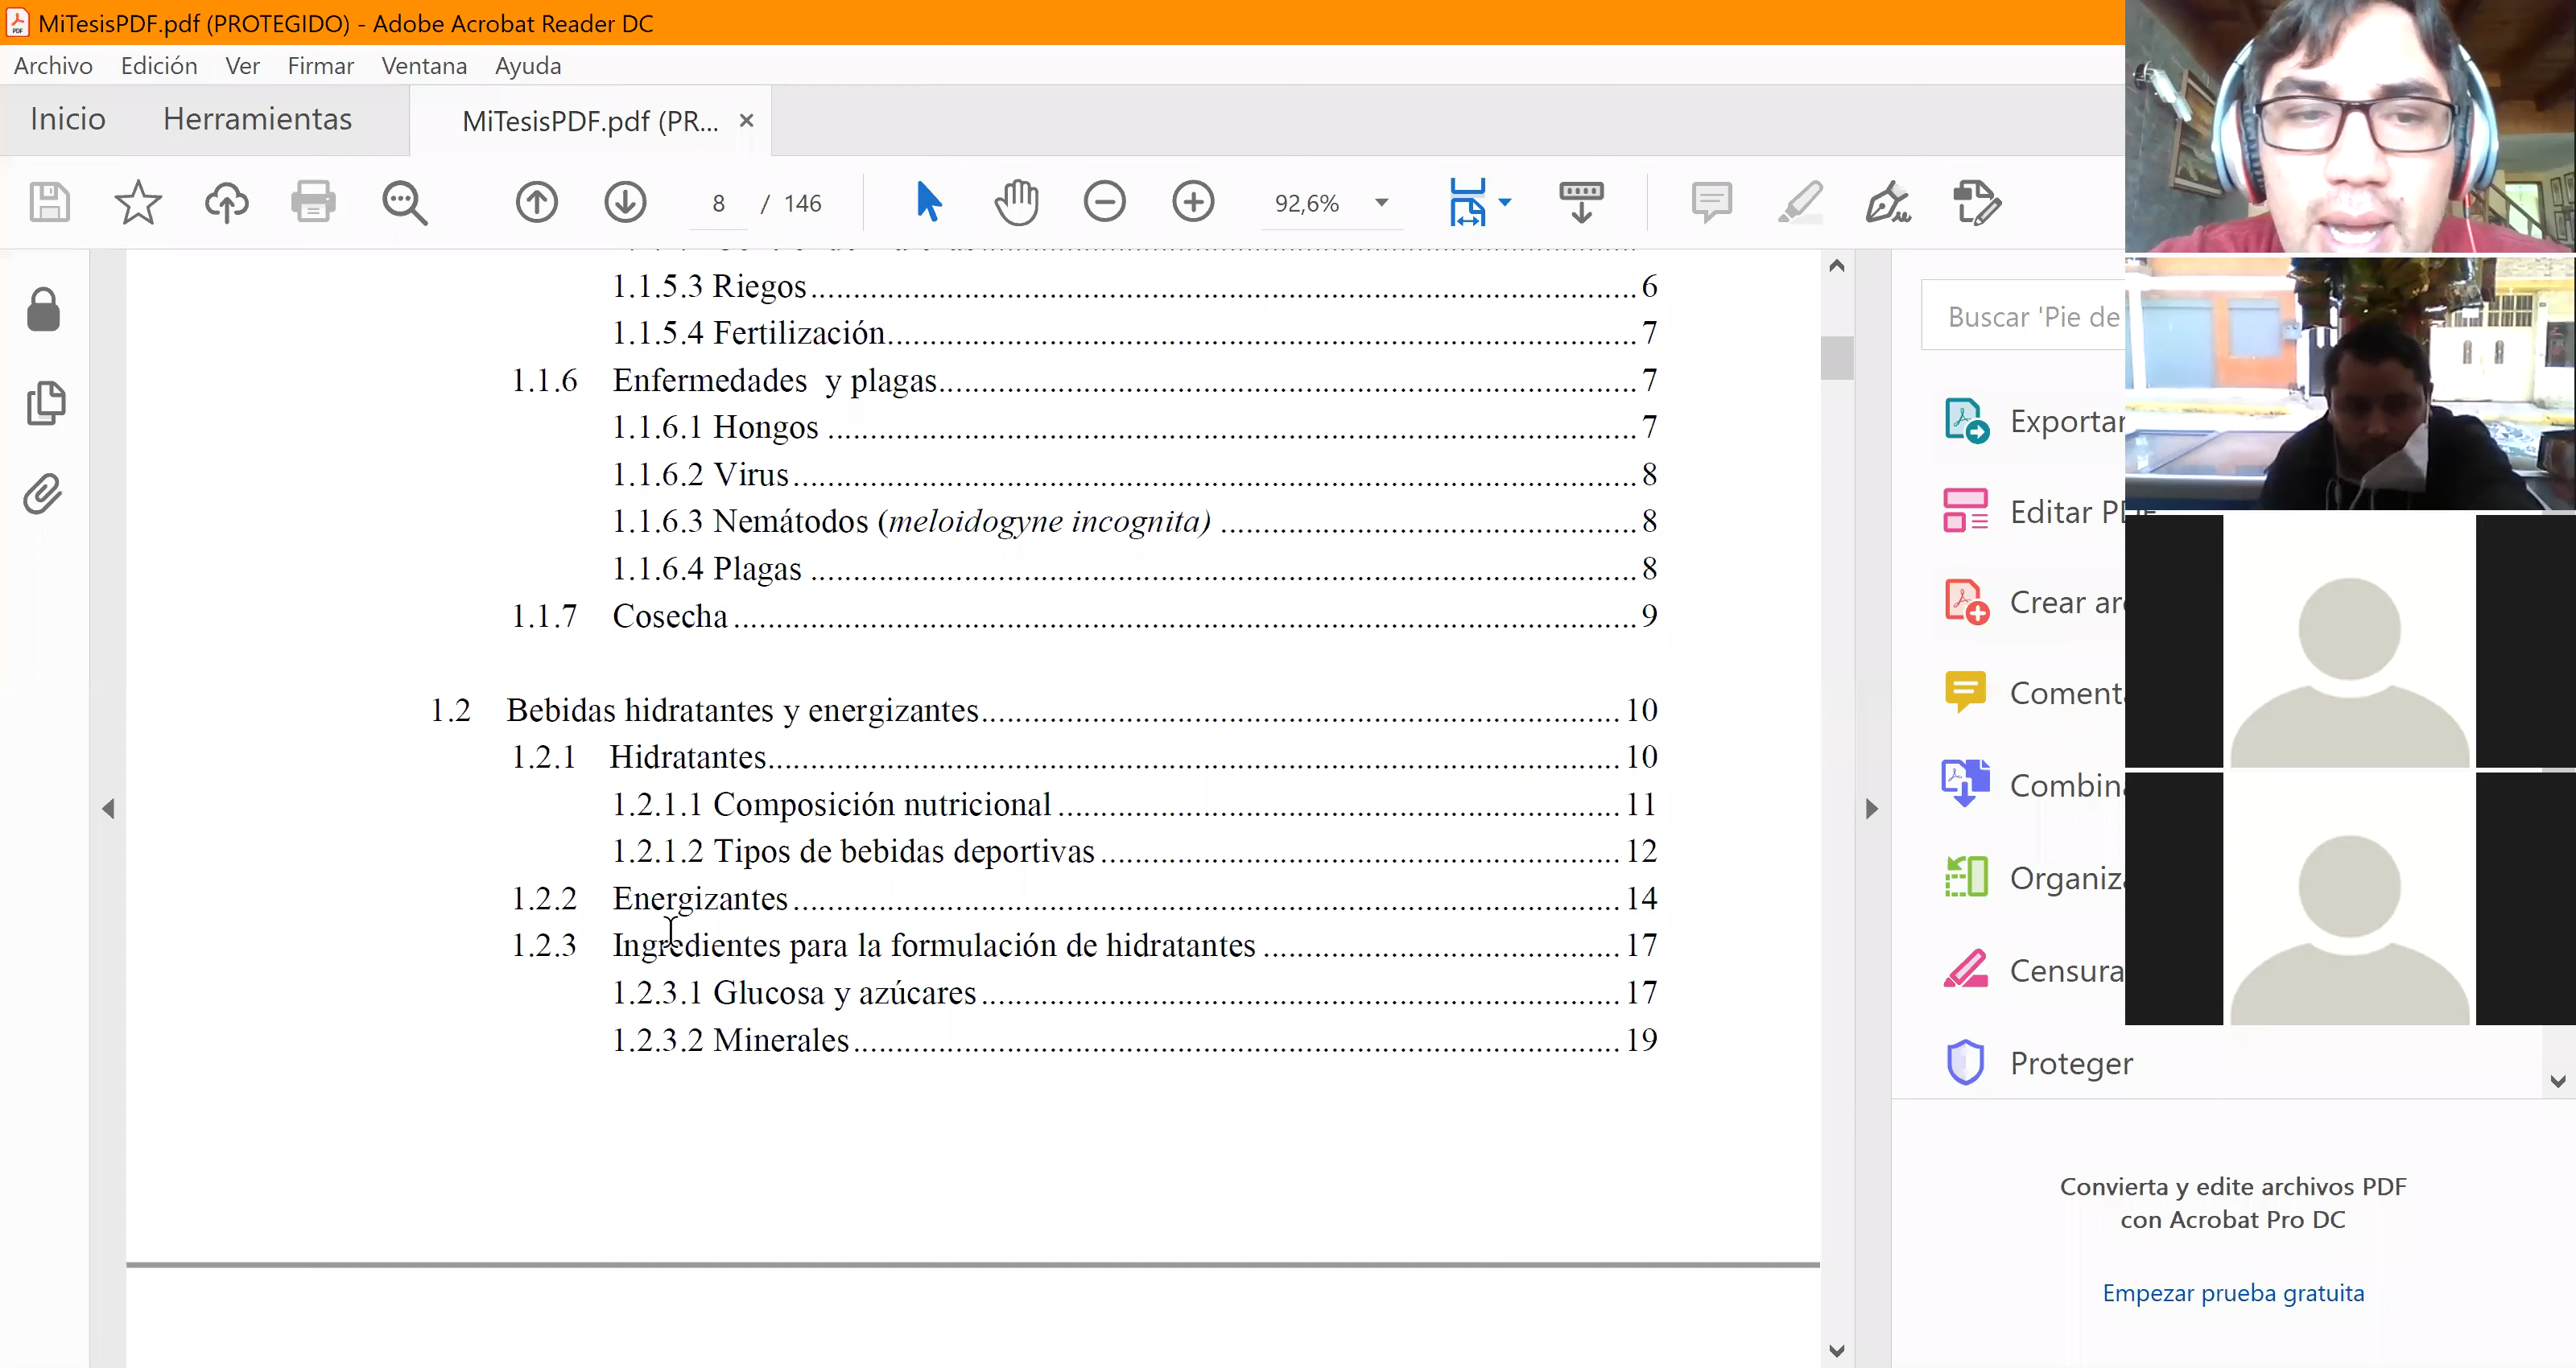 MiTesisPDF.pdf (PROTEGIDO) - Adobe Acrobat Reader DC
Archivo Edición Ver Firmar Ventana Ayuda
Inicio Herramientas MiTesisPDF.pdf (PR... ×
8 / 146 92,6%
1.1.5.3 Riegos 6
1.1.5.4 Fertilización 7
1.1.6 Enfermedades y plagas 7
1.1.6.1 Hongos 7
1.1.6.2 Virus 8
1.1.6.3 Nemátodos (meloidogyne incognita) 8
1.1.6.4 Plagas 8
1.1.7 Cosecha 9
1.2 Bebidas hidratantes y energizantes 10
1.2.1 Hidratantes 10
1.2.1.1 Composición nutricional 11
1.2.1.2 Tipos de bebidas deportivas 12
1.2.2 Energizantes 14
1.2.3 Ingredientes para la formulación de hidratantes 17
1.2.3.1 Glucosa y azúcares 17
1.2.3.2 Minerales 19
Buscar 'Pie de
Exportar
Editar PDF
Crear ar
Comenta
Combina
Organiza
Censura
Proteger
Convierta y edite archivos PDF
con Acrobat Pro DC
Empezar prueba gratuita